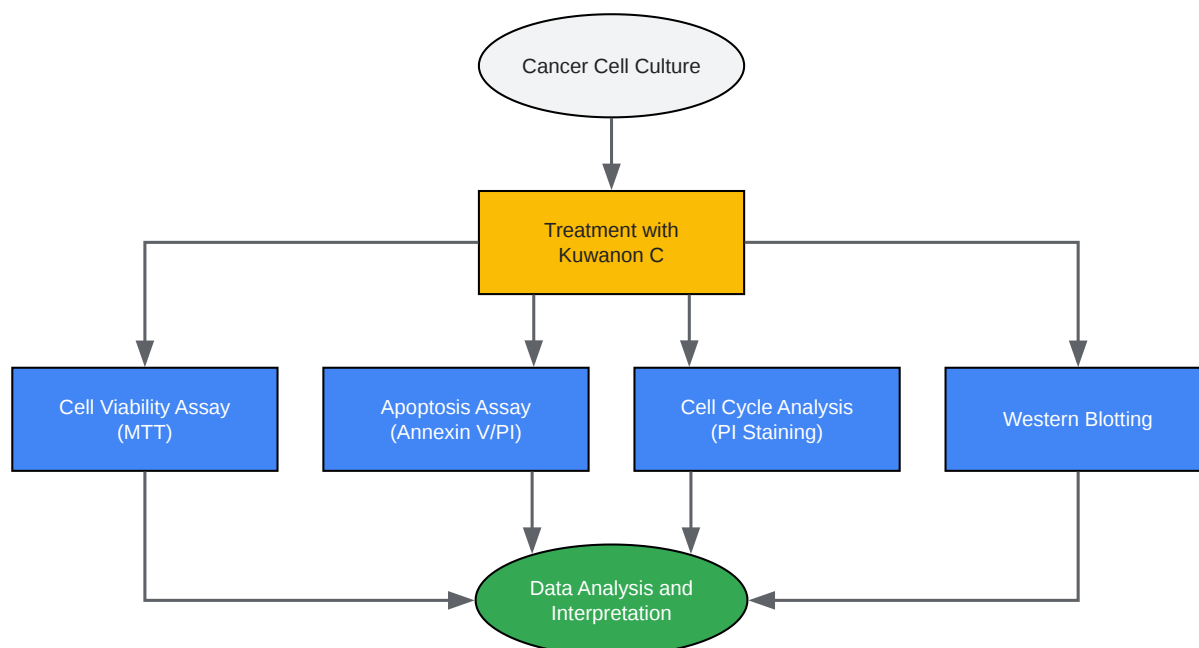 Cancer Cell Culture
Treatment with
Kuwanon C
Cell Viability Assay
(MTT)
Apoptosis Assay
(Annexin V/PI)
Cell Cycle Analysis
(PI Staining)
Western Blotting
Data Analysis and
Interpretation